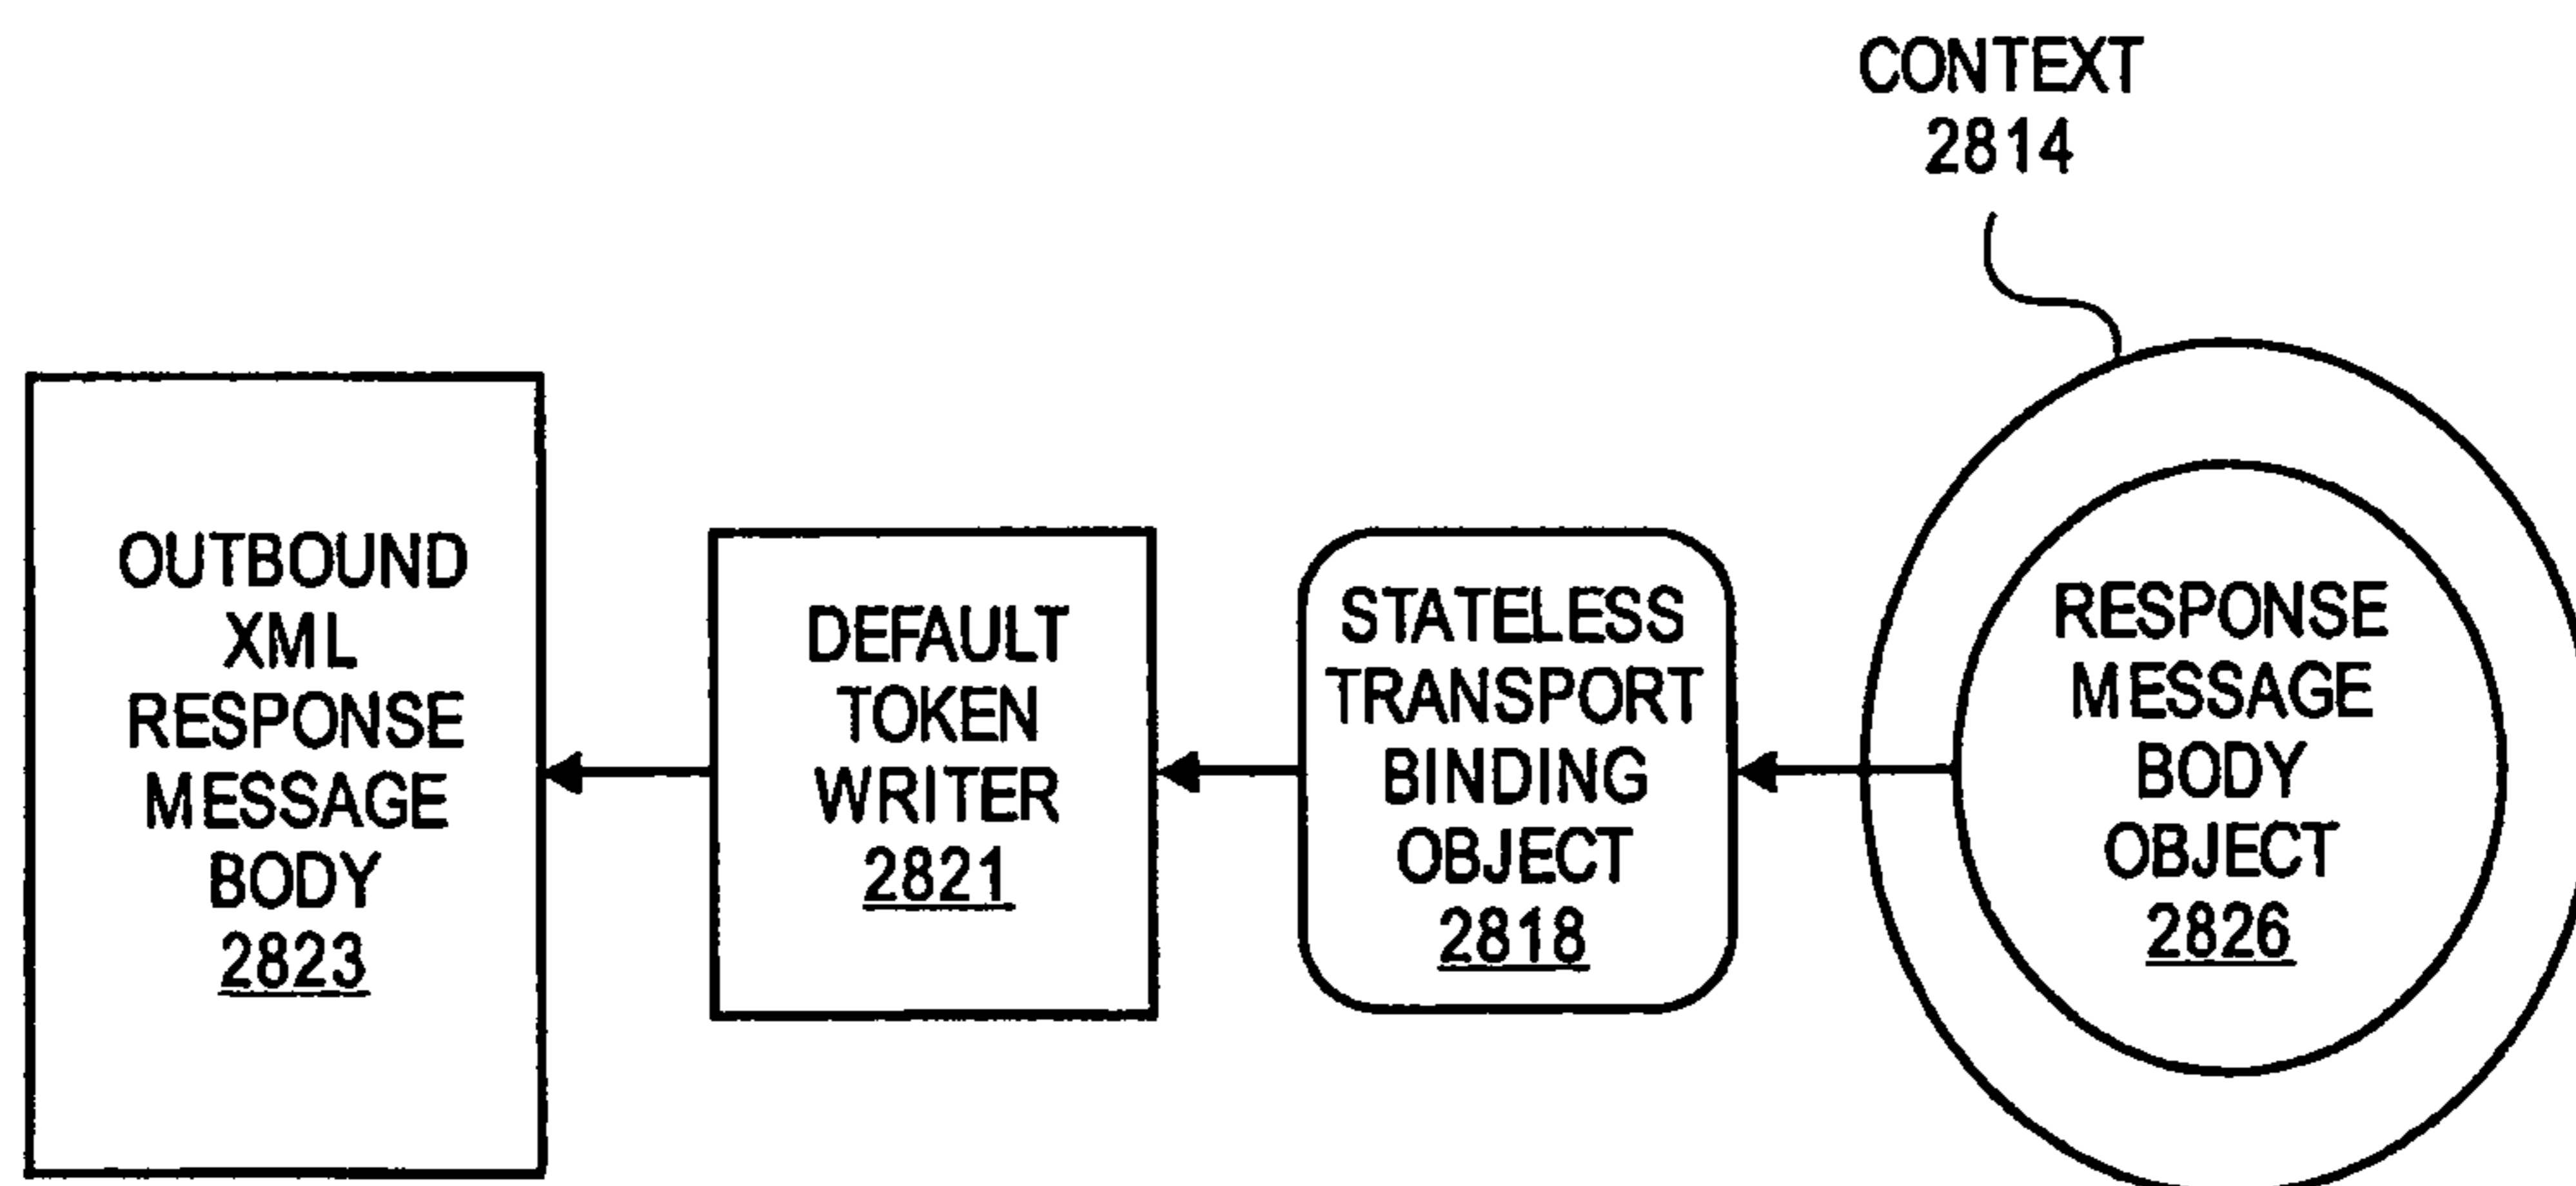 CONTEXT
2814
OUTBOUND
XML
RESPONSE
MESSAGE
BODY
2823
DEFAULT
TOKEN
WRITER
2821
STATELESS
TRANSPORT
BINDING
OBJECT
2818
RESPONSE
MESSAGE
BODY
OBJECT
2826